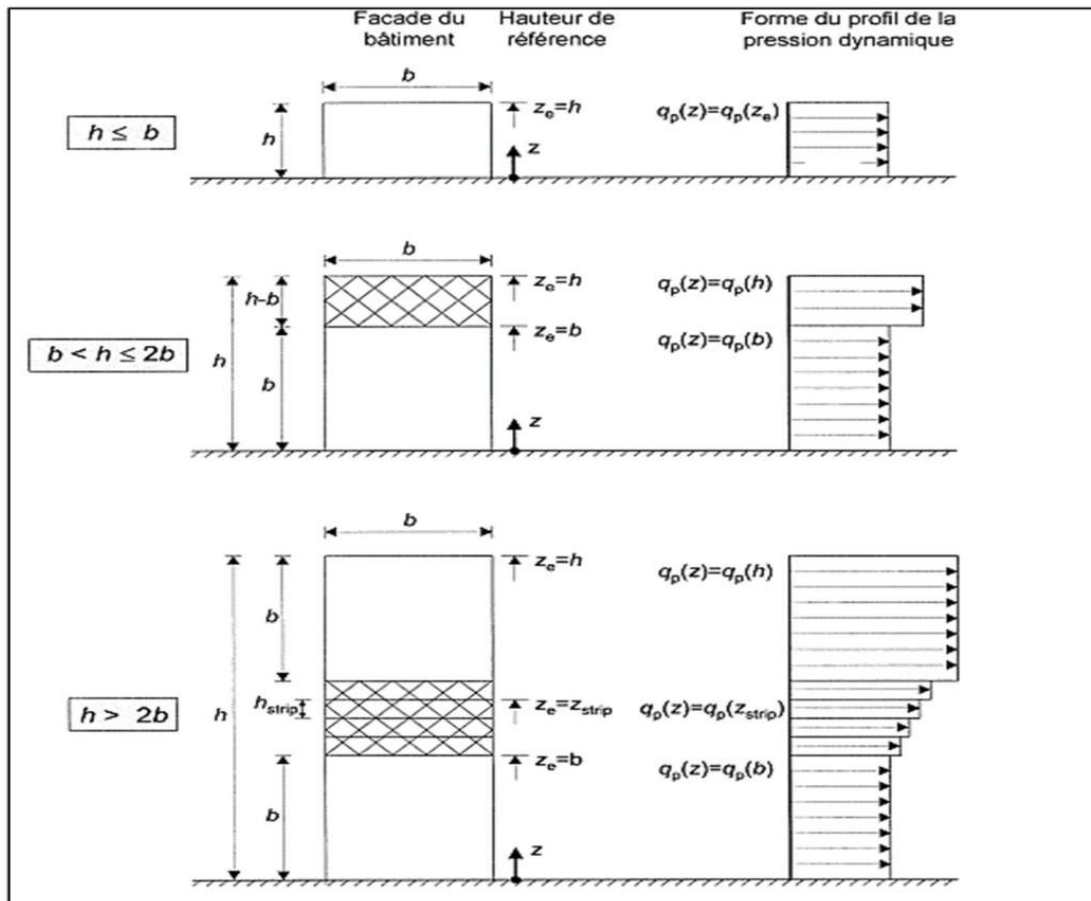 Facade du bâtiment
Hauteur de référence
Forme du profil de la pression dynamique
h ≤ b
b
h
z_e=h
z
q_p(z)=q_p(z_e)
b < h ≤ 2b
b
h-b
h
b
z_e=h
z_e=b
z
q_p(z)=q_p(h)
q_p(z)=q_p(b)
h > 2b
b
h
b
h_strip
b
z_e=h
z_e=z_strip
z_e=b
z
q_p(z)=q_p(h)
q_p(z)=q_p(z_strip)
q_p(z)=q_p(b)